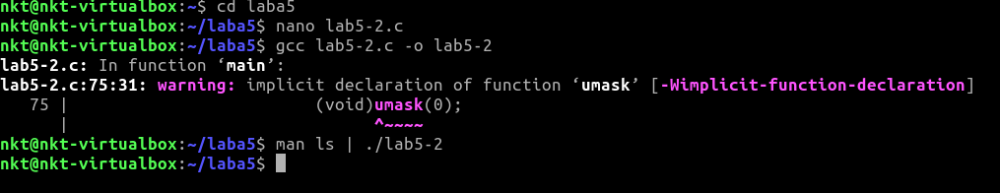 nkt@nkt-virtualbox:~$ cd laba5
nkt@nkt-virtualbox:~/laba5$ nano lab5-2.c
nkt@nkt-virtualbox:~/laba5$ gcc lab5-2.c -o lab5-2
lab5-2.c: In function ‘main’:
lab5-2.c:75:31: warning: implicit declaration of function ‘umask’ [-Wimplicit-function-declaration]
   75 |                         (void)umask(0);
      |                               ^~~~~
nkt@nkt-virtualbox:~/laba5$ man ls | ./lab5-2
nkt@nkt-virtualbox:~/laba5$